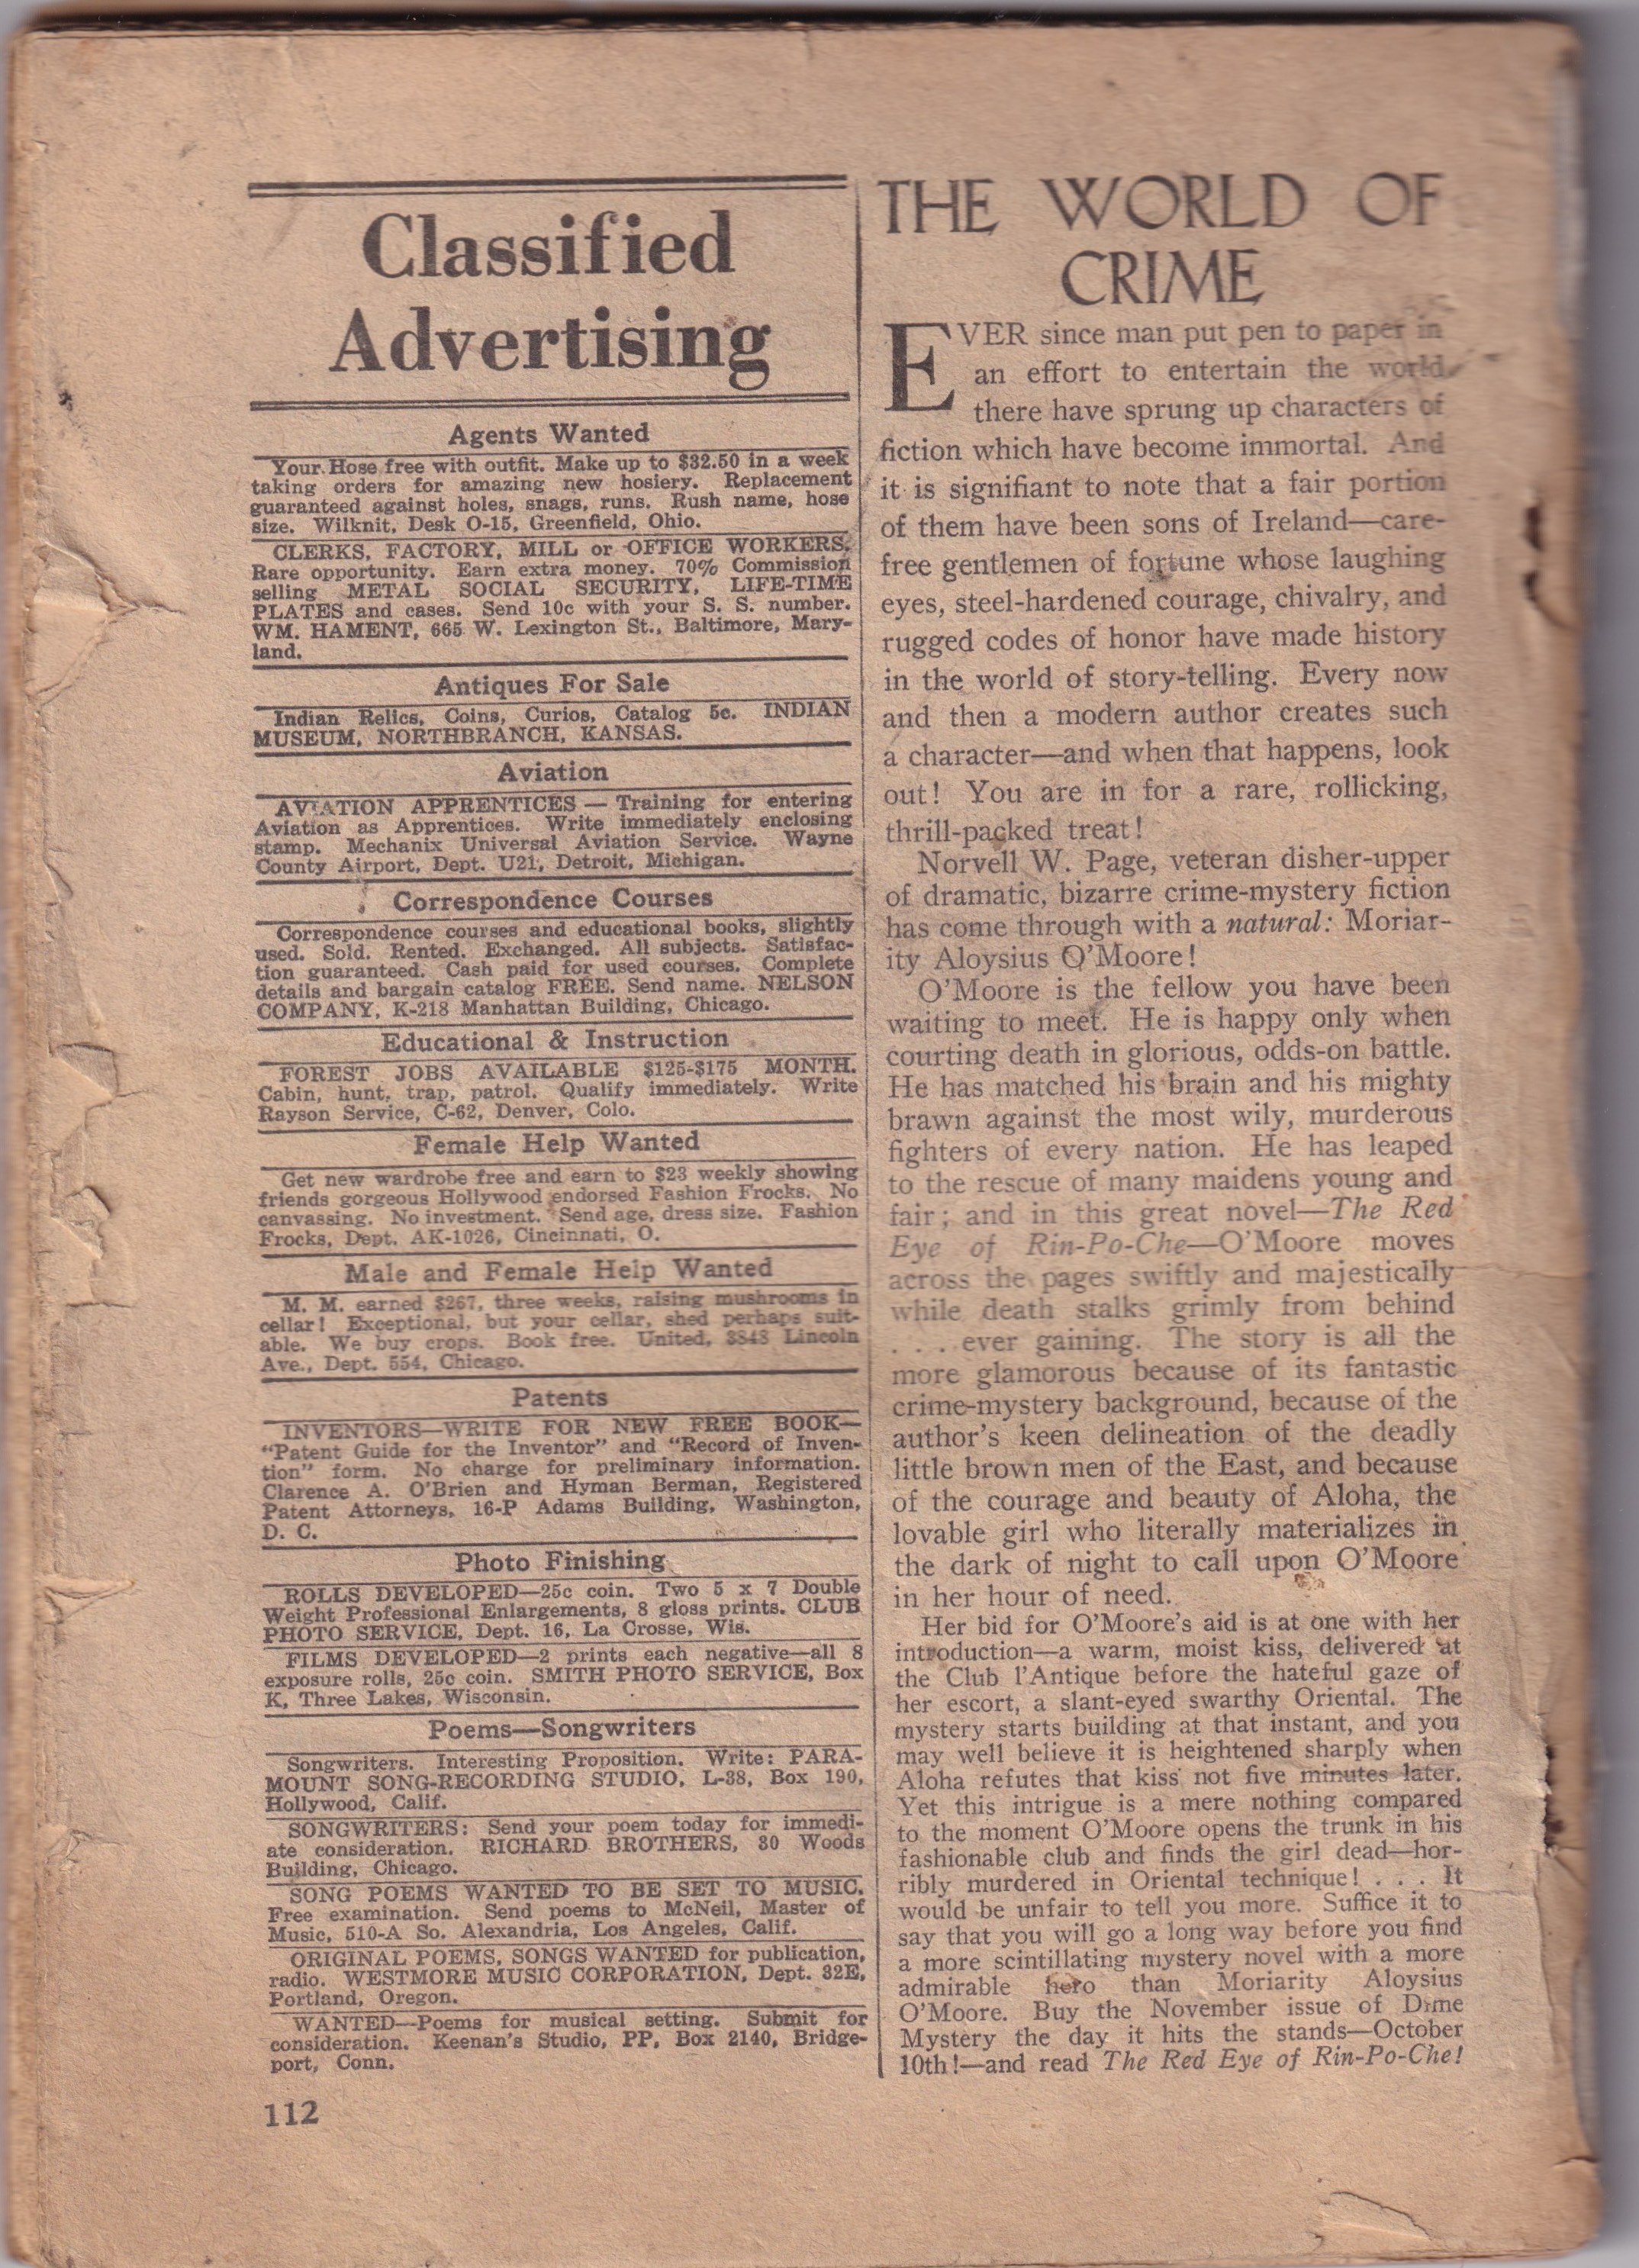 Classified
Advertising
Agents Wanted
Your Hose free with outfit. Make up to $32.50 in a week
taking orders for amazing new hosiery. Replacement
guaranteed against holes, snags, runs. Rush name, hose
size. Wilknit, Desk O-15, Greenfield, Ohio.
CLERKS, FACTORY, MILL or OFFICE WORKERS.
Rare opportunity. Earn extra money. 70% Commission
selling METAL SOCIAL SECURITY, LIFE-TIME
PLATES and cases. Send 10c with your S. S. number.
WM. HAMENT, 665 W. Lexington St., Baltimore, Mary-
land.
Antiques For Sale
Indian Relics, Coins, Curios, Catalog 5c. INDIAN
MUSEUM, NORTHBRANCH, KANSAS.
Aviation
AVIATION APPRENTICES — Training for entering
Aviation as Apprentices. Write immediately enclosing
stamp. Mechanix Universal Aviation Service. Wayne
County Airport, Dept. U21, Detroit, Michigan.
Correspondence Courses
Correspondence courses and educational books, slightly
used. Sold. Rented. Exchanged. All subjects. Satisfac-
tion guaranteed. Cash paid for used courses. Complete
details and bargain catalog FREE. Send name. NELSON
COMPANY, K-218 Manhattan Building, Chicago.
Educational & Instruction
FOREST JOBS AVAILABLE $125-$175 MONTH.
Cabin, hunt, trap, patrol. Qualify immediately. Write
Rayson Service, C-62, Denver, Colo.
Female Help Wanted
Get new wardrobe free and earn to $23 weekly showing
friends gorgeous Hollywood endorsed Fashion Frocks. No
canvassing. No investment. Send age, dress size. Fashion
Frocks, Dept. AK-1026, Cincinnati, O.
Male and Female Help Wanted
M. M. earned $267, three weeks, raising mushrooms in
cellar! Exceptional, but your cellar, shed perhaps suit-
able. We buy crops. Book free. United, Lincoln
Ave., Dept. 554, Chicago.
Patents
INVENTORS—WRITE FOR NEW FREE BOOK—
"Patent Guide for the Inventor" and "Record of Inven-
tion" form. No charge for preliminary information.
Clarence A. O'Brien and Hyman Berman, Registered
Patent Attorneys, 16-P Adams Building, Washington,
D. C.
Photo Finishing
ROLLS DEVELOPED—25c coin. Two 5 x 7 Double
Weight Professional Enlargements, 8 gloss prints. CLUB
PHOTO SERVICE, Dept. 16, La Crosse, Wis.
FILMS DEVELOPED—2 prints each negative—all 8
exposure rolls, 25c coin. SMITH PHOTO SERVICE, Box
K, Three Lakes, Wisconsin.
Poems—Songwriters
Songwriters. Interesting Proposition. Write: PARA-
MOUNT SONG-RECORDING STUDIO, L-38, Box 190,
Hollywood, Calif.
SONGWRITERS: Send your poem today for immedi-
ate consideration. RICHARD BROTHERS, 30 Woods
Building, Chicago.
SONG POEMS WANTED TO BE SET TO MUSIC.
Free examination. Send poems to McNeil, Master of
Music, 510-A So. Alexandria, Los Angeles, Calif.
ORIGINAL POEMS, SONGS WANTED for publication,
radio. WESTMORE MUSIC CORPORATION, Dept. 32E,
Portland, Oregon.
WANTED—Poems for musical setting. Submit for
consideration. Keenan's Studio, PP, Box 2140, Bridge-
port, Conn.
112
THE WORLD OF
CRIME
EVER since man put pen to paper in
an effort to entertain the world
there have sprung up characters of
fiction which have become immortal. And
it is signifiant to note that a fair portion
of them have been sons of Ireland—care-
free gentlemen of fortune whose laughing
eyes, steel-hardened courage, chivalry, and
rugged codes of honor have made history
in the world of story-telling. Every now
and then a modern author creates such
a character—and when that happens, look
out! You are in for a rare, rollicking,
thrill-packed treat!
Norvell W. Page, veteran disher-upper
of dramatic, bizarre crime-mystery fiction
has come through with a natural: Moriar-
ity Aloysius O'Moore!
O'Moore is the fellow you have been
waiting to meet. He is happy only when
courting death in glorious, odds-on battle.
He has matched his brain and his mighty
brawn against the most wily, murderous
fighters of every nation. He has leaped
to the rescue of many maidens young and
fair; and in this great novel—The Red
Eye of Rin-Po-Che—O'Moore moves
across the pages swiftly and majestically
while death stalks grimly from behind
. . . ever gaining. The story is all the
more glamorous because of its fantastic
crime-mystery background, because of the
author's keen delineation of the deadly
little brown men of the East, and because
of the courage and beauty of Aloha, the
lovable girl who literally materializes in
the dark of night to call upon O'Moore
in her hour of need.
Her bid for O'Moore's aid is at one with her
introduction—a warm, moist kiss, delivered at
the Club l'Antique before the hateful gaze of
her escort, a slant-eyed swarthy Oriental. The
mystery starts building at that instant, and you
may well believe it is heightened sharply when
Aloha refutes that kiss not five minutes later.
Yet this intrigue is a mere nothing compared
to the moment O'Moore opens the trunk in his
fashionable club and finds the girl dead—hor-
ribly murdered in Oriental technique! . . . It
would be unfair to tell you more. Suffice it to
say that you will go a long way before you find
a more scintillating mystery novel with a more
admirable hero than Moriarity Aloysius
O'Moore. Buy the November issue of Dime
Mystery the day it hits the stands—October
10th!—and read The Red Eye of Rin-Po-Che!